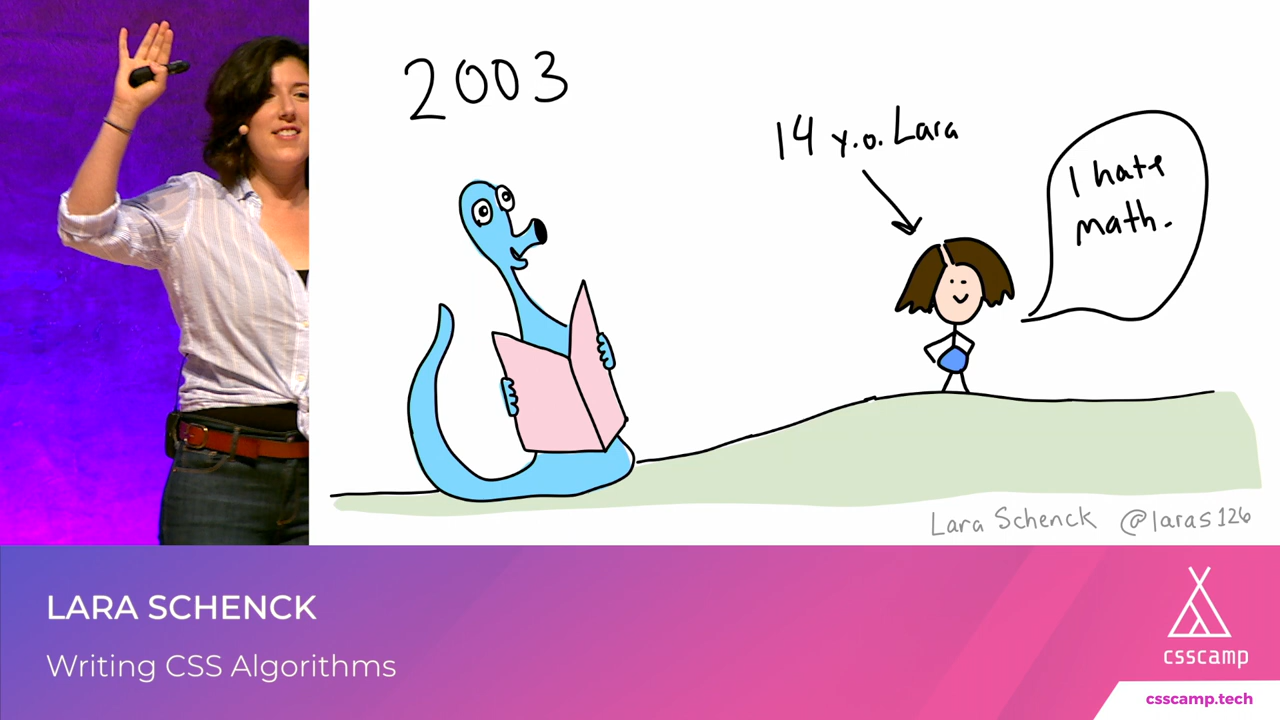 2003
14 y.o. Lara
I hate
math.
Lara Schenck @laras126
LARA SCHENCK
Writing CSS Algorithms
csscamp
csscamp.tech